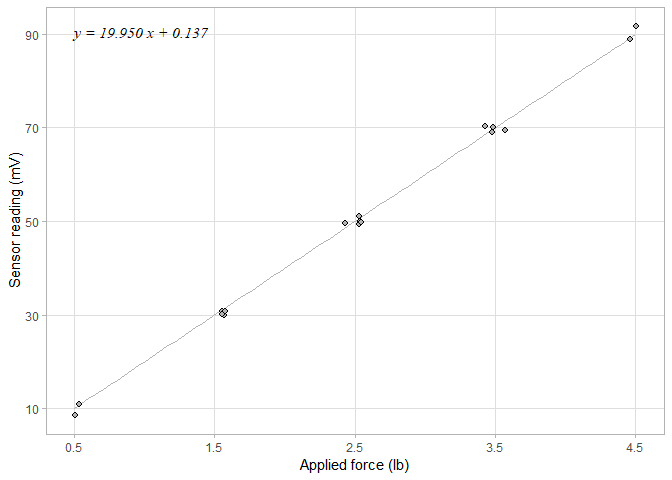 y = 19.950 x + 0.137
90
70
50
30
10
Sensor reading (mV)
0.5 1.5 2.5 3.5 4.5
Applied force (lb)